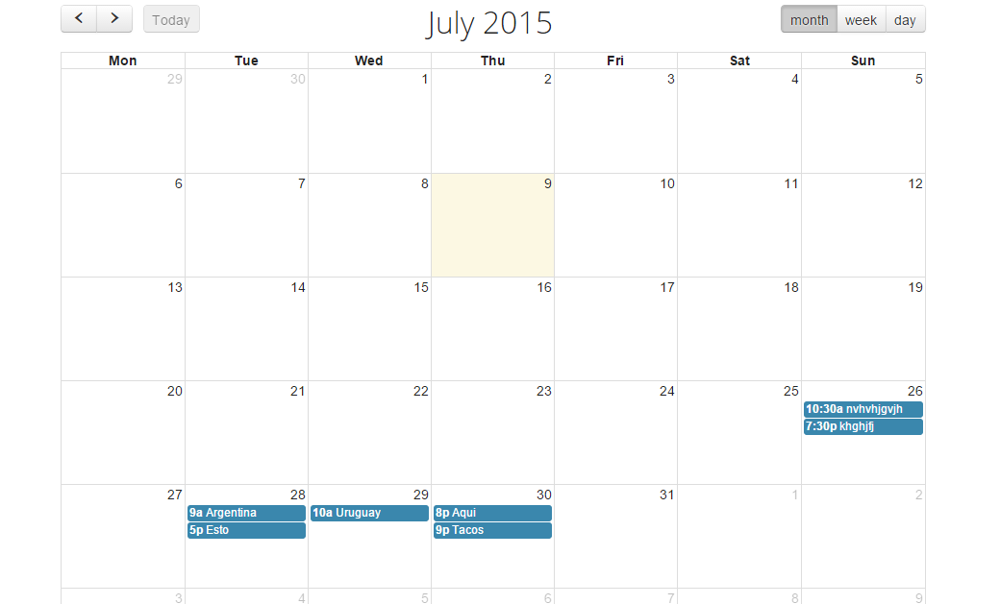 Today July 2015 month week day
Mon Tue Wed Thu Fri Sat Sun
29 30 1 2 3 4 5
6 7 8 9 10 11 12
13 14 15 16 17 18 19
20 21 22 23 24 25 26
10:30a nvhvhjgvjh
7:30p khghjfj
27 28 29 30 31 1 2
9a Argentina 10a Uruguay 8p Aqui
5p Esto 9p Tacos
3 4 5 6 7 8 9